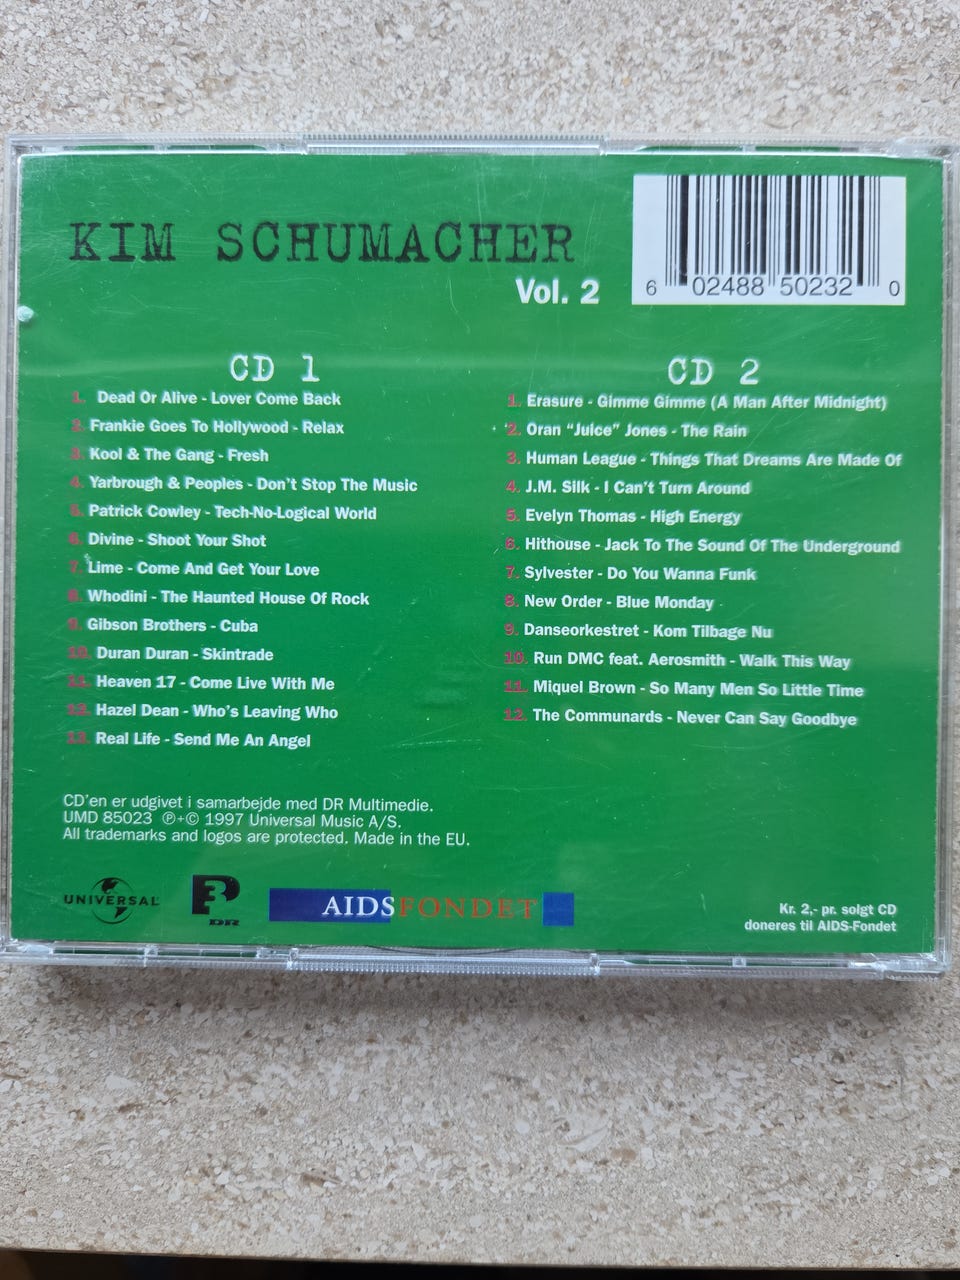 KIM SCHUMACHER
Vol. 2
6 02488 50232 0
CD 1
1. Dead Or Alive - Lover Come Back
2. Frankie Goes To Hollywood - Relax
3. Kool & The Gang - Fresh
4. Yarbrough & Peoples - Don't Stop The Music
5. Patrick Cowley - Tech-No-Logical World
6. Divine - Shoot Your Shot
7. Lime - Come And Get Your Love
8. Whodini - The Haunted House Of Rock
9. Gibson Brothers - Cuba
10. Duran Duran - Skintrade
11. Heaven 17 - Come Live With Me
12. Hazel Dean - Who's Leaving Who
13. Real Life - Send Me An Angel
CD 2
1. Erasure - Gimme Gimme (A Man After Midnight)
2. Oran "Juice" Jones - The Rain
3. Human League - Things That Dreams Are Made Of
4. J.M. Silk - I Can't Turn Around
5. Evelyn Thomas - High Energy
6. Hithouse - Jack To The Sound Of The Underground
7. Sylvester - Do You Wanna Funk
8. New Order - Blue Monday
9. Danseorkestret - Kom Tilbage Nu
10. Run DMC feat. Aerosmith - Walk This Way
11. Miquel Brown - So Many Men So Little Time
12. The Communards - Never Can Say Goodbye
CD'en er udgivet i samarbejde med DR Multimedie.
UMD 85023 ℗+© 1997 Universal Music A/S.
All trademarks and logos are protected. Made in the EU.
UNIVERSAL
P3
DR
AIDSFONDET
Kr. 2,- pr. solgt CD
doneres til AIDS-Fondet